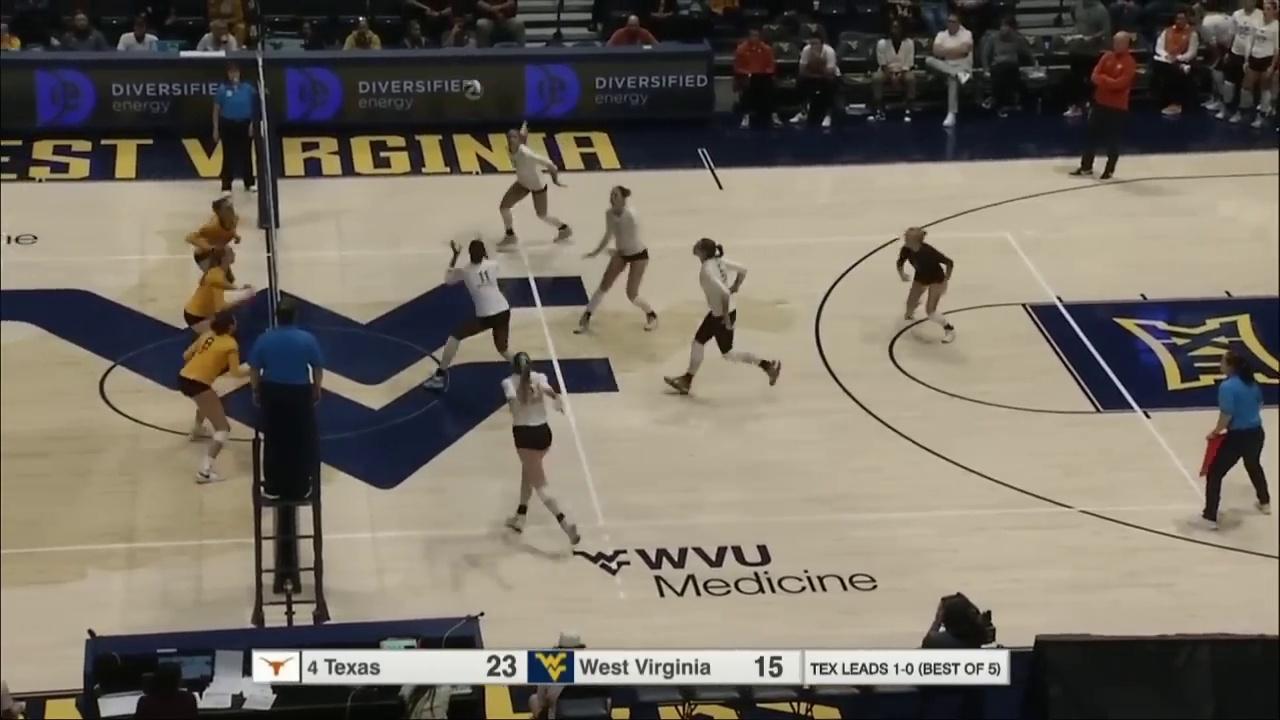 DIVERSIFIED energy
DIVERSIFIED energy
DIVERSIFIED energy
EST VIRGINIA
11
WVU
Medicine
4 Texas 23 West Virginia 15 TEX LEADS 1-0 (BEST OF 5)